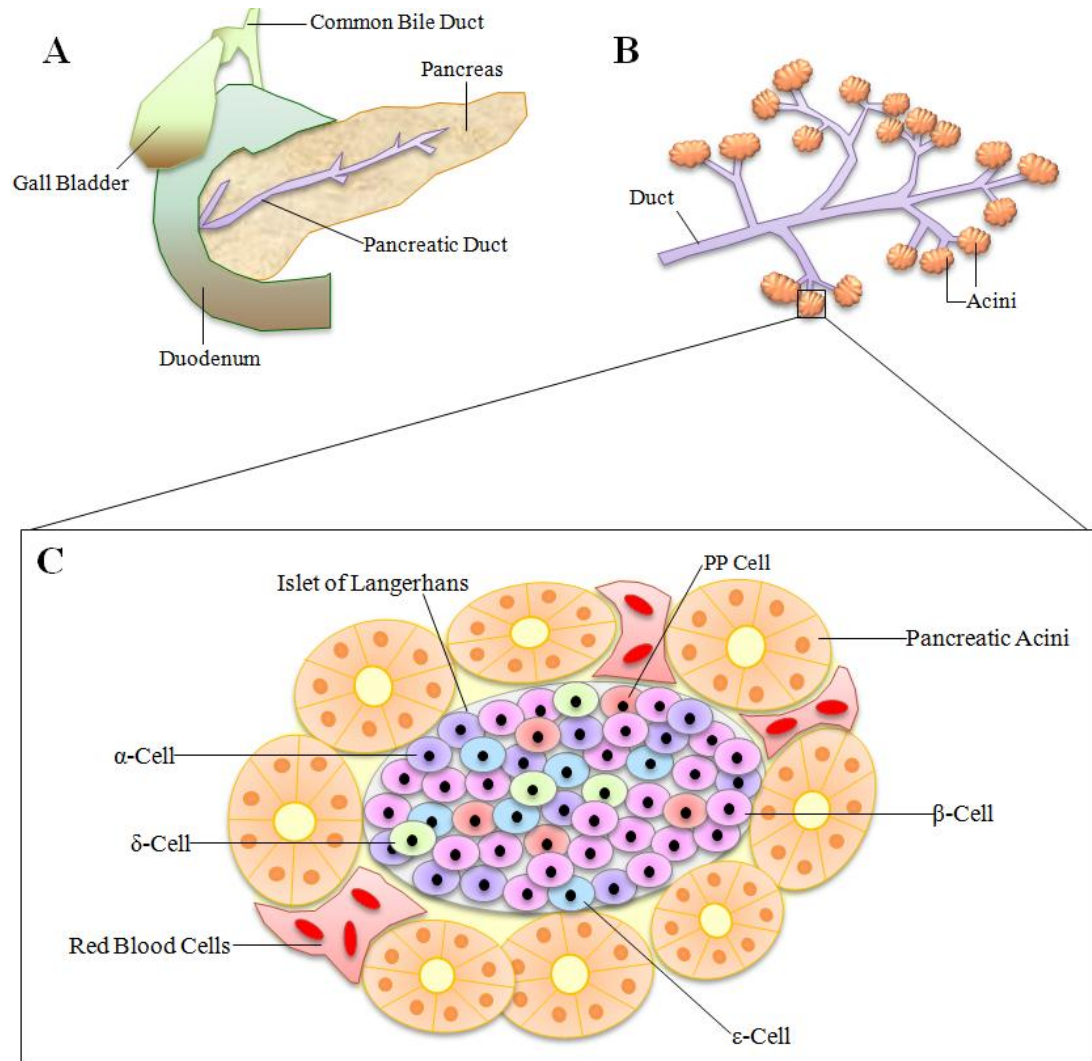 A
Common Bile Duct
Pancreas
Gall Bladder
Pancreatic Duct
Duodenum
B
Duct
Acini
C
Islet of Langerhans
PP Cell
Pancreatic Acini
α-Cell
β-Cell
δ-Cell
Red Blood Cells
ε-Cell